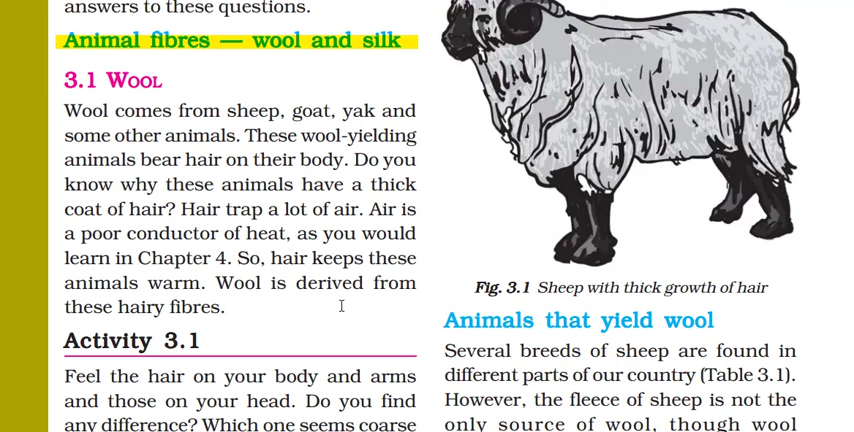 answers to these questions.
Animal fibres — wool and silk
3.1 WOOL
Wool comes from sheep, goat, yak and
some other animals. These wool-yielding
animals bear hair on their body. Do you
know why these animals have a thick
coat of hair? Hair trap a lot of air. Air is
a poor conductor of heat, as you would
learn in Chapter 4. So, hair keeps these
animals warm. Wool is derived from
these hairy fibres.
Activity 3.1
Feel the hair on your body and arms
and those on your head. Do you find
any difference? Which one seems coarse
Fig. 3.1 Sheep with thick growth of hair
Animals that yield wool
Several breeds of sheep are found in
different parts of our country (Table 3.1).
However, the fleece of sheep is not the
only source of wool, though wool